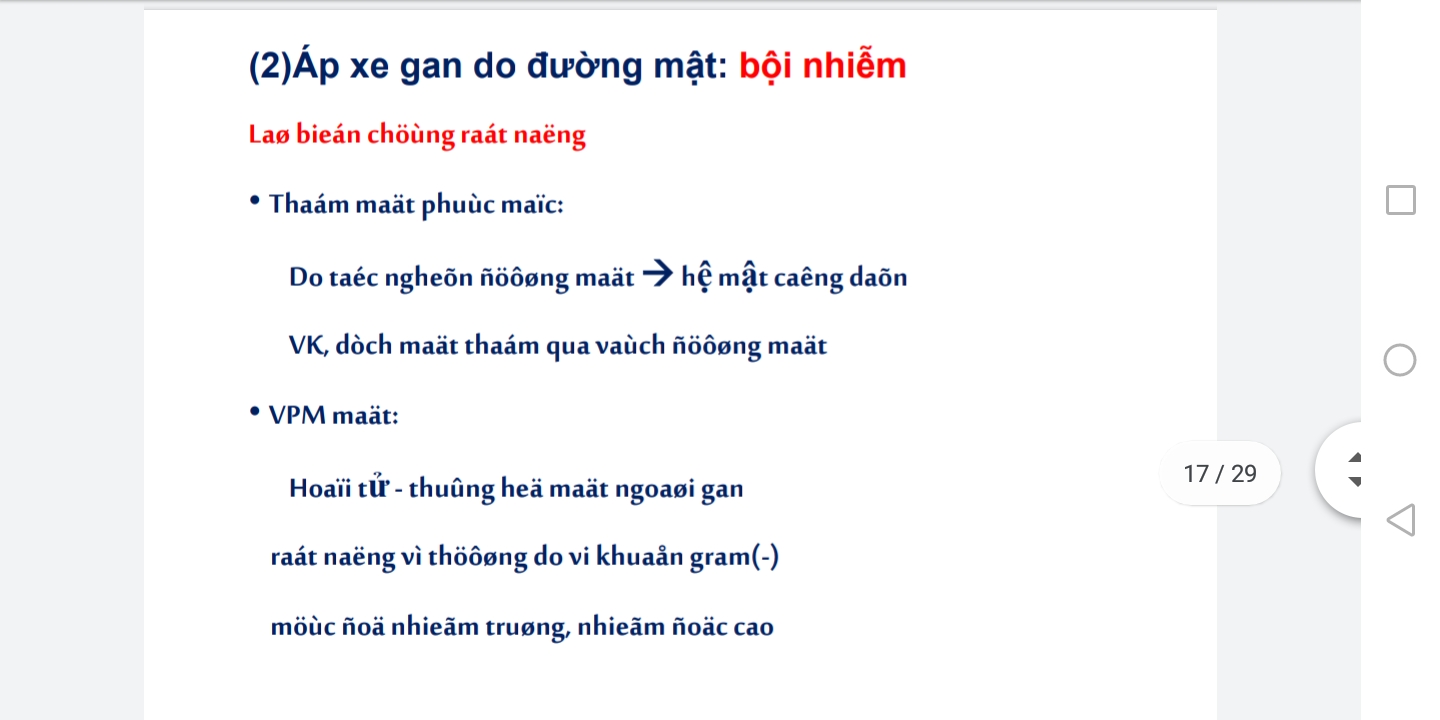 (2)Áp xe gan do đường mật: bội nhiễm
Laø bieán chöùng raát naëng
• Thaám maät phuùc maïc:
Do taéc ngheõn ñöôøng maät → hệ mật caêng daõn
VK, dòch maät thaám qua vaùch ñöôøng maät
• VPM maät:
Hoaïi tử - thuûng heä maät ngoaøi gan
raát naëng vì thöôøng do vi khuaån gram(-)
möùc ñoä nhieãm truøng, nhieãm ñoäc cao
17 / 29